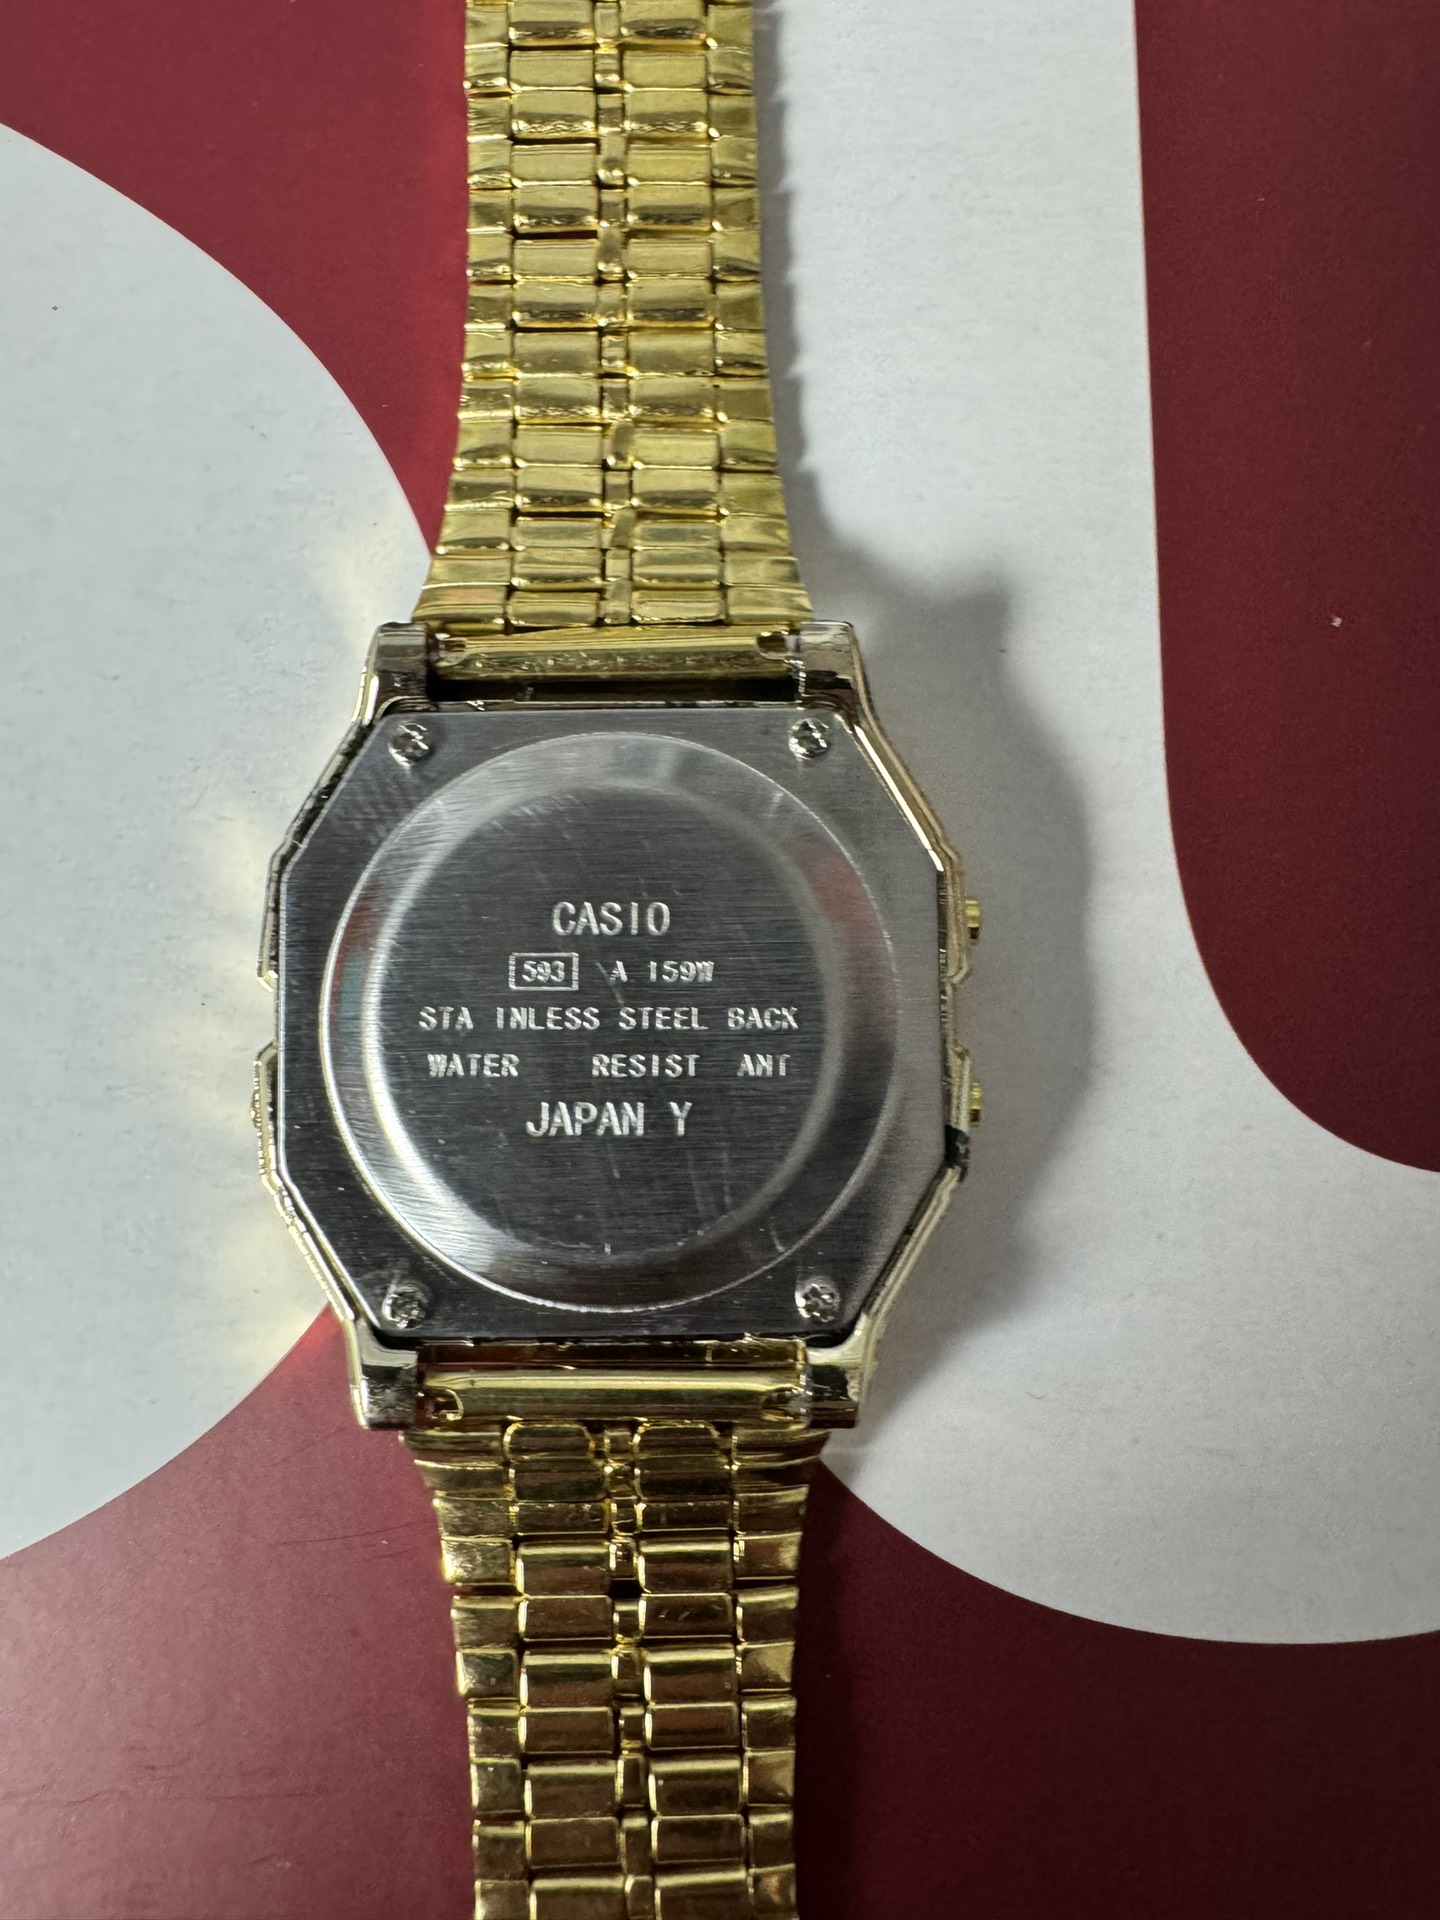 CASIO
593 A 159W
STA INLESS STEEL BACK
WATER RESIST ANT
JAPAN Y